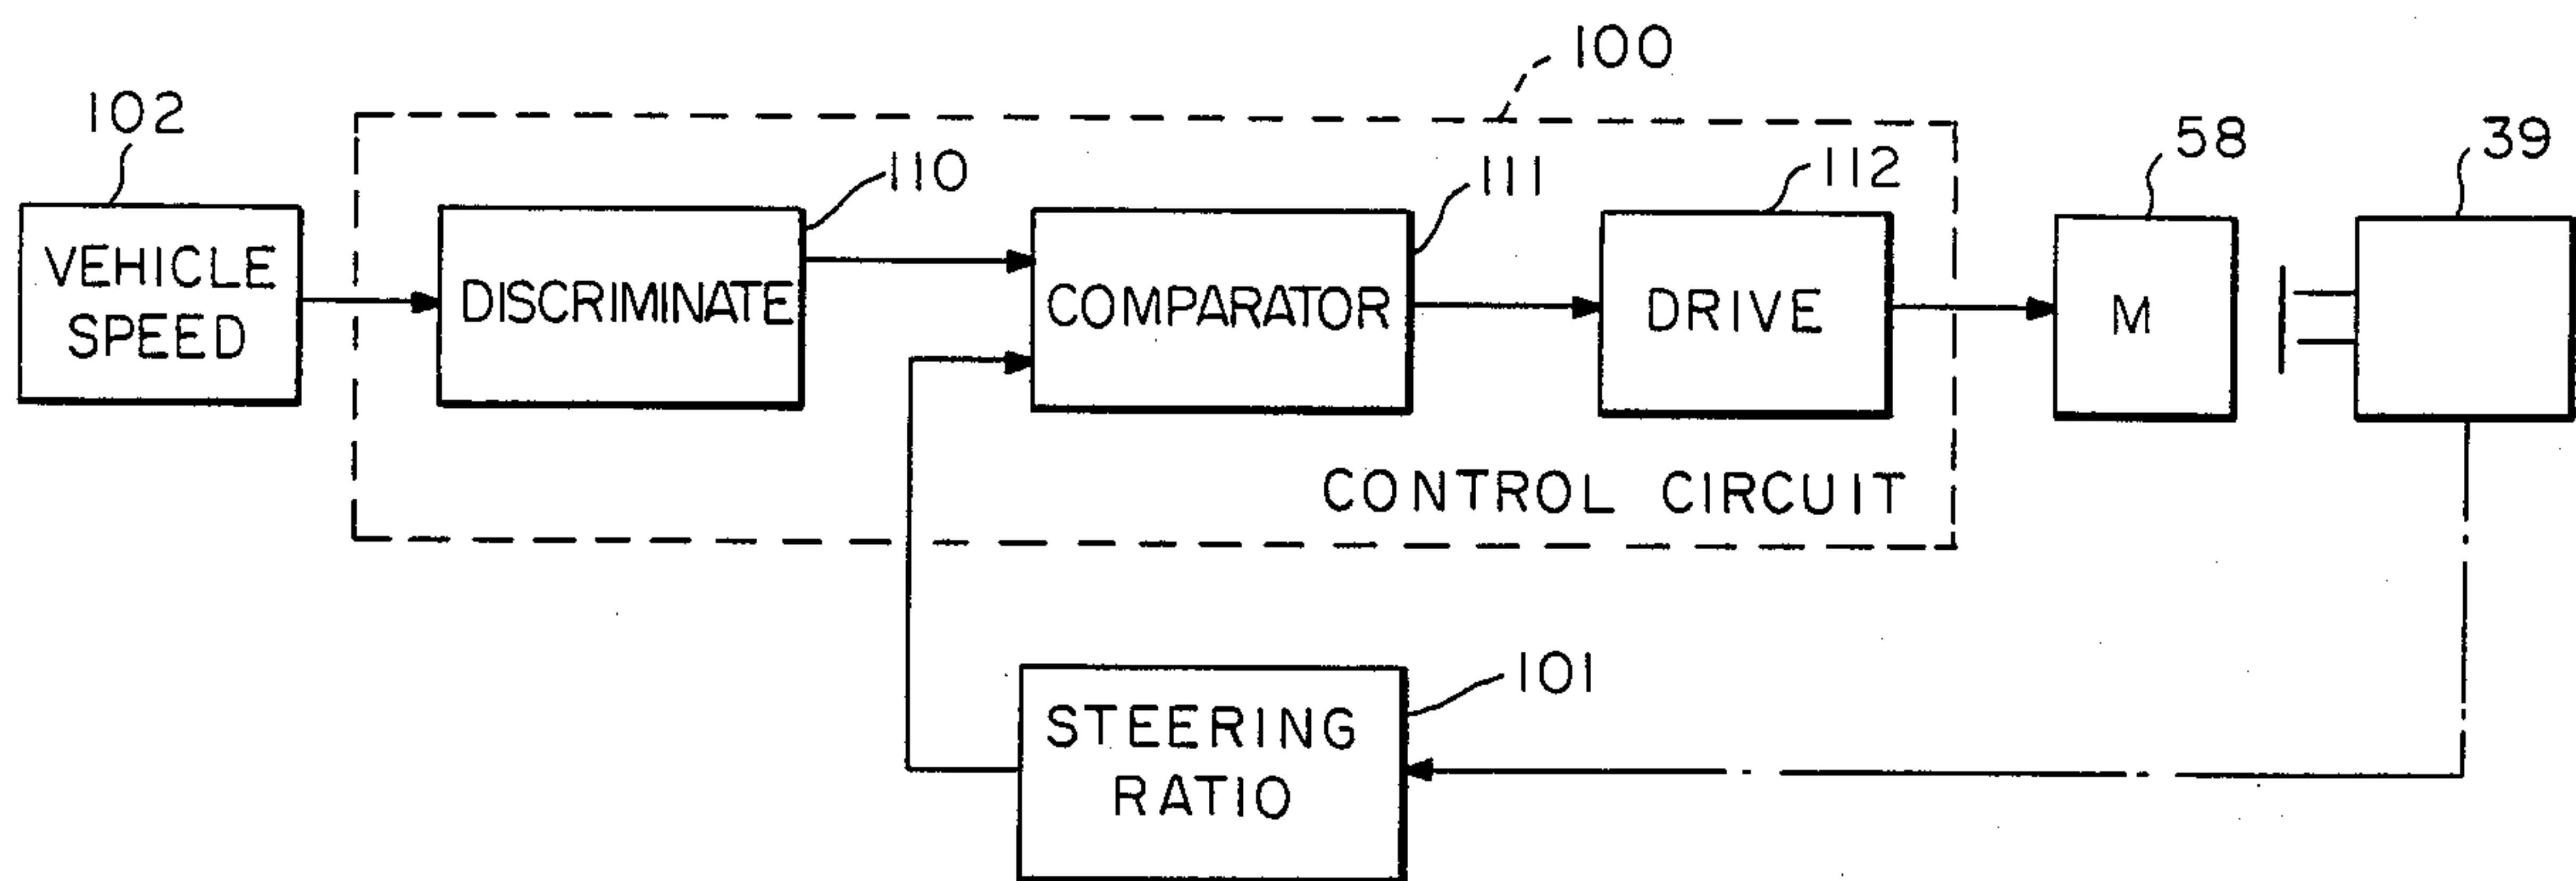 100
102
58
39
110
111
112
VEHICLE
SPEED
DISCRIMINATE
COMPARATOR
DRIVE
M
CONTROL CIRCUIT
101
STEERING
RATIO